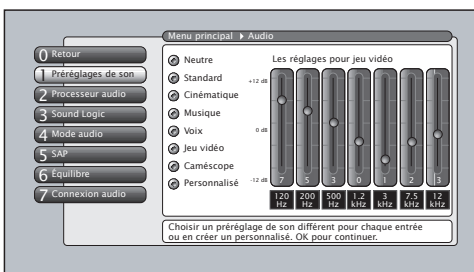 Menu principal Audio
0 Retour
1 Préréglages de son
2 Processeur audio
3 Sound Logic
4 Mode audio
5 SAP
6 Équilibre
7 Connexion audio
Neutre
Standard
Cinématique
Musique
Voix
Jeu vidéo
Caméscope
Personnalisé
Les réglages pour jeu vidéo
+12 dB
0 dB
-12 dB
7 5 3 0 1 2 3
120 Hz
200 Hz
500 Hz
1.2 kHz
3 kHz
7.5 kHz
12 kHz
Choisir un préréglage de son différent pour chaque entrée
ou en créer un personnalisé. OK pour continuer.